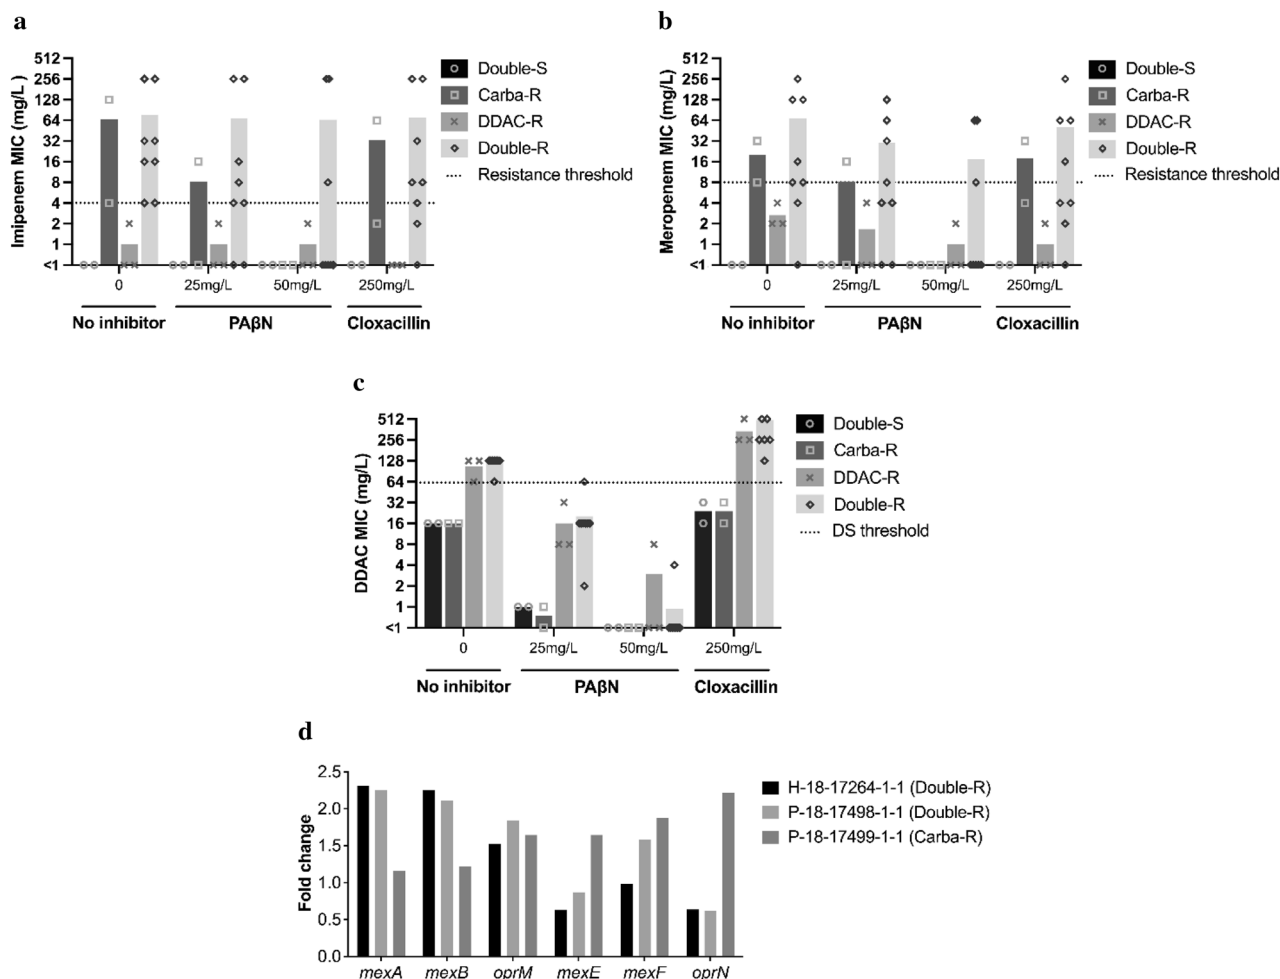 a
Imipenem MIC (mg/L)
512
256
128
64
32
16
8
4
2
1
<1
0
25mg/L
50mg/L
250mg/L
No inhibitor
PAβN
Cloxacillin
Double-S
Carba-R
DDAC-R
Double-R
Resistance threshold
b
Meropenem MIC (mg/L)
512
256
128
64
32
16
8
4
2
1
<1
0
25mg/L
50mg/L
250mg/L
No inhibitor
PAβN
Cloxacillin
Double-S
Carba-R
DDAC-R
Double-R
Resistance threshold
c
DDAC MIC (mg/L)
512
256
128
64
32
16
8
4
2
1
<1
0
25mg/L
50mg/L
250mg/L
No inhibitor
PAβN
Cloxacillin
Double-S
Carba-R
DDAC-R
Double-R
DS threshold
d
Fold change
2.5
2.0
1.5
1.0
0.5
0.0
mexA
mexB
oprM
mexE
mexF
oprN
H-18-17264-1-1 (Double-R)
P-18-17498-1-1 (Double-R)
P-18-17499-1-1 (Carba-R)